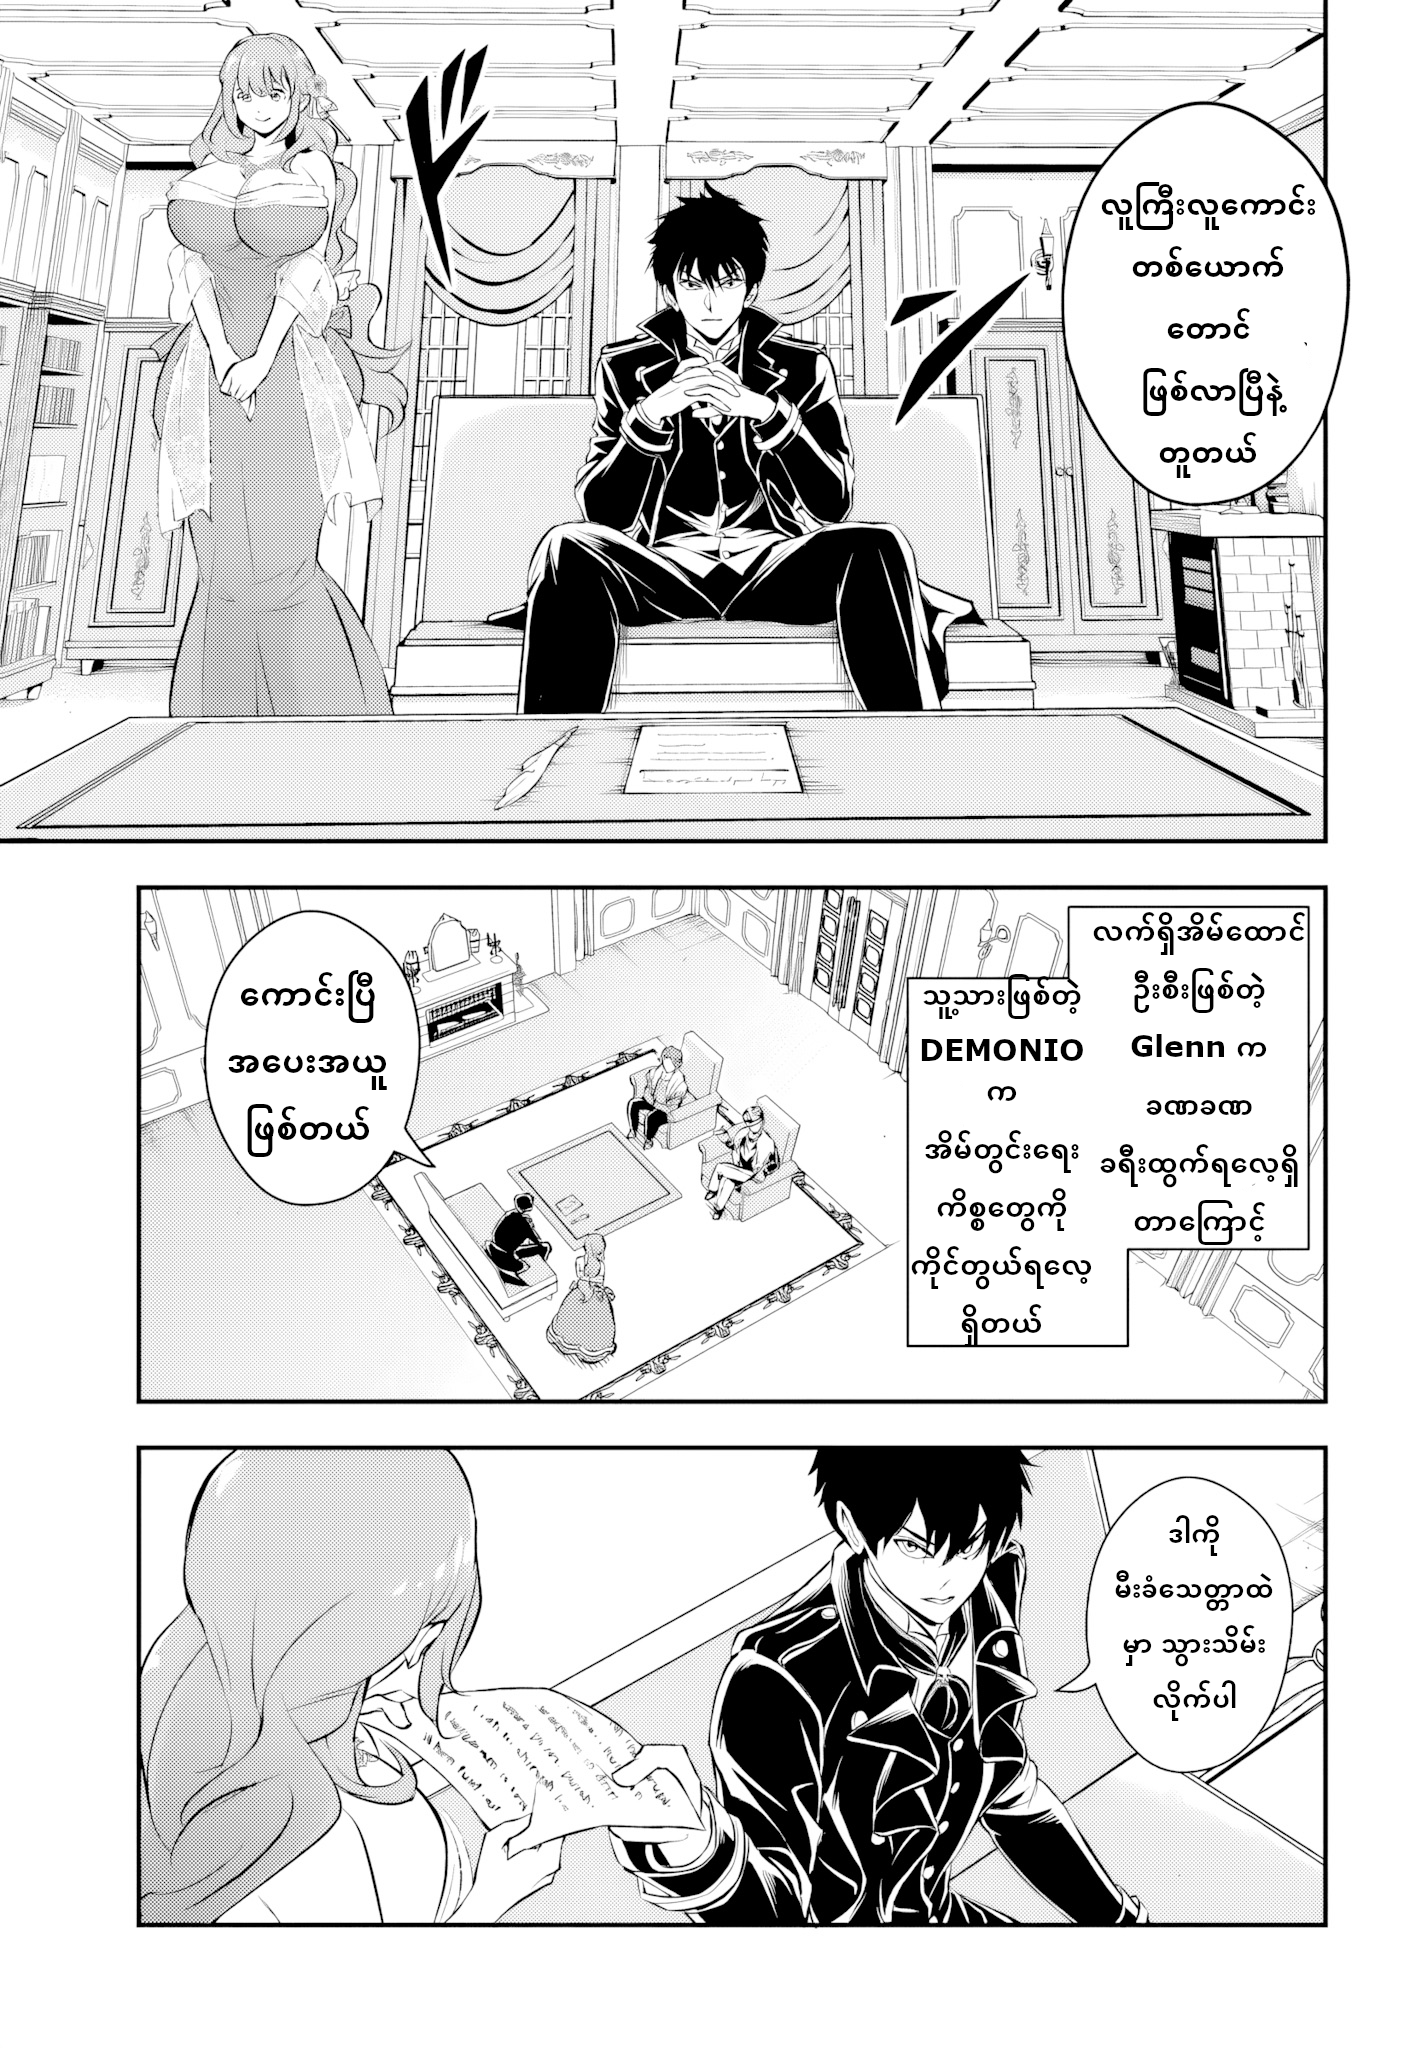 လူကြီးလူကောင်း
တစ်ယောက်
တောင်
ဖြစ်လာပြီနဲ့
တူတယ်
ドン
လက်ရှိအိမ်ထောင်
ဦးစီးဖြစ်တဲ့
Glenn က
ခဏခဏ
ခရီးထွက်ရလေ့ရှိ
တာကြောင့်
သူ့သားဖြစ်တဲ့
DEMONIO
က
အိမ်တွင်းရေး
ကိစ္စတွေကို
ကိုင်တွယ်ရလေ့
ရှိတယ်
ကောင်းပြီ
အပေးအယူ
ဖြစ်တယ်
ဒါကို
မီးခံသေတ္တာထဲ
မှာ သွားသိမ်း
လိုက်ပါ